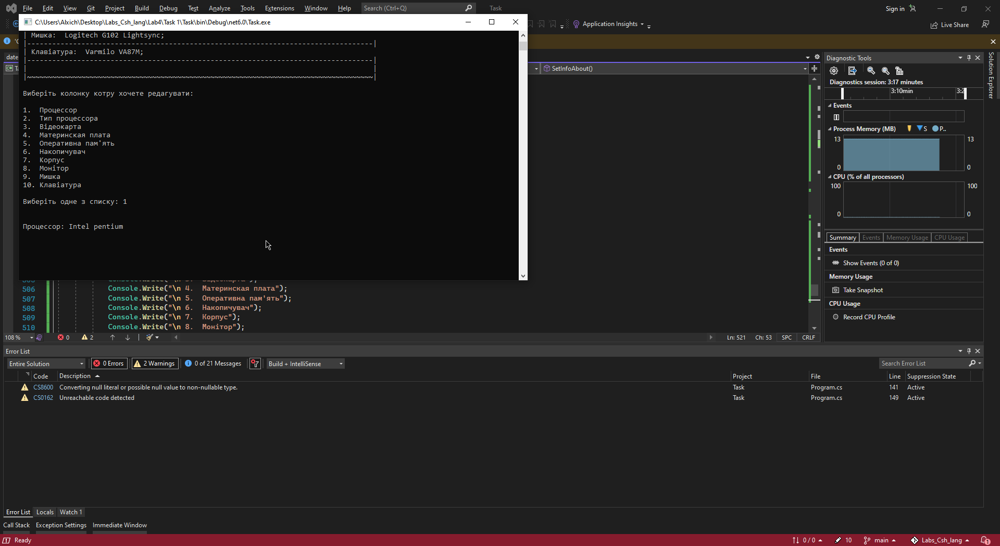 File Edit View Git Project Build Debug Test Analyze Tools Extensions Window Help Search (Ctrl+Q) Task Sign in
C:\Users\Alxich\Desktop\Labs_Csh_lang\Lab4\Task 1\Task\bin\Debug\net6.0\Task.exe
Application Insights
Live Share
| Мишка:  Logitech G102 Lightsync;
|-----------------------------------------------------------------------------------|
| Клавіатура:  Varmilo VA87M;
|-----------------------------------------------------------------------------------|
| |
|~~~~~~~~~~~~~~~~~~~~~~~~~~~~~~~~~~~~~~~~~~~~~~~~~~~~~~~~~~~~~~~~~~~~~~~~~~~~~~~~~~~|
Виберіть колонку котру хочете редагувати:
1.  Процессор
2.  Тип процессора
3.  Відеокарта
4.  Материнская плата
5.  Оперативна пам'ять
6.  Накопичувач
7.  Корпус
8.  Монітор
9.  Мишка
10. Клавіатура
Виберіть одне з списку: 1
Процессор: Intel pentium
date
SetInfoAbout()
506 Console.Write("\n 4.  Материнская плата");
507 Console.Write("\n 5.  Оперативна пам'ять");
508 Console.Write("\n 6.  Накопичувач");
509 Console.Write("\n 7.  Корпус");
510 Console.Write("\n 8.  Монітор");
108 % 0 2 Ln: 521 Ch: 53 SPC CRLF
Diagnostic Tools
Diagnostics session: 3:17 minutes
3:10min
Events
Process Memory (MB) S P..
13 13
0 0
CPU (% of all processors)
100 100
0 0
Summary Events Memory Usage CPU Usage
Events
Show Events (0 of 0)
Memory Usage
Take Snapshot
CPU Usage
Record CPU Profile
Solution Explorer
Error List
Entire Solution 0 Errors 2 Warnings 0 of 21 Messages Build + IntelliSense Search Error List
Code Description Project File Line Suppression State
CS8600 Converting null literal or possible null value to non-nullable type. Task Program.cs 141 Active
CS0162 Unreachable code detected Task Program.cs 149 Active
Error List Locals Watch 1
Call Stack Exception Settings Immediate Window
Ready 0 / 0 10 main Labs_Csh_lang 1